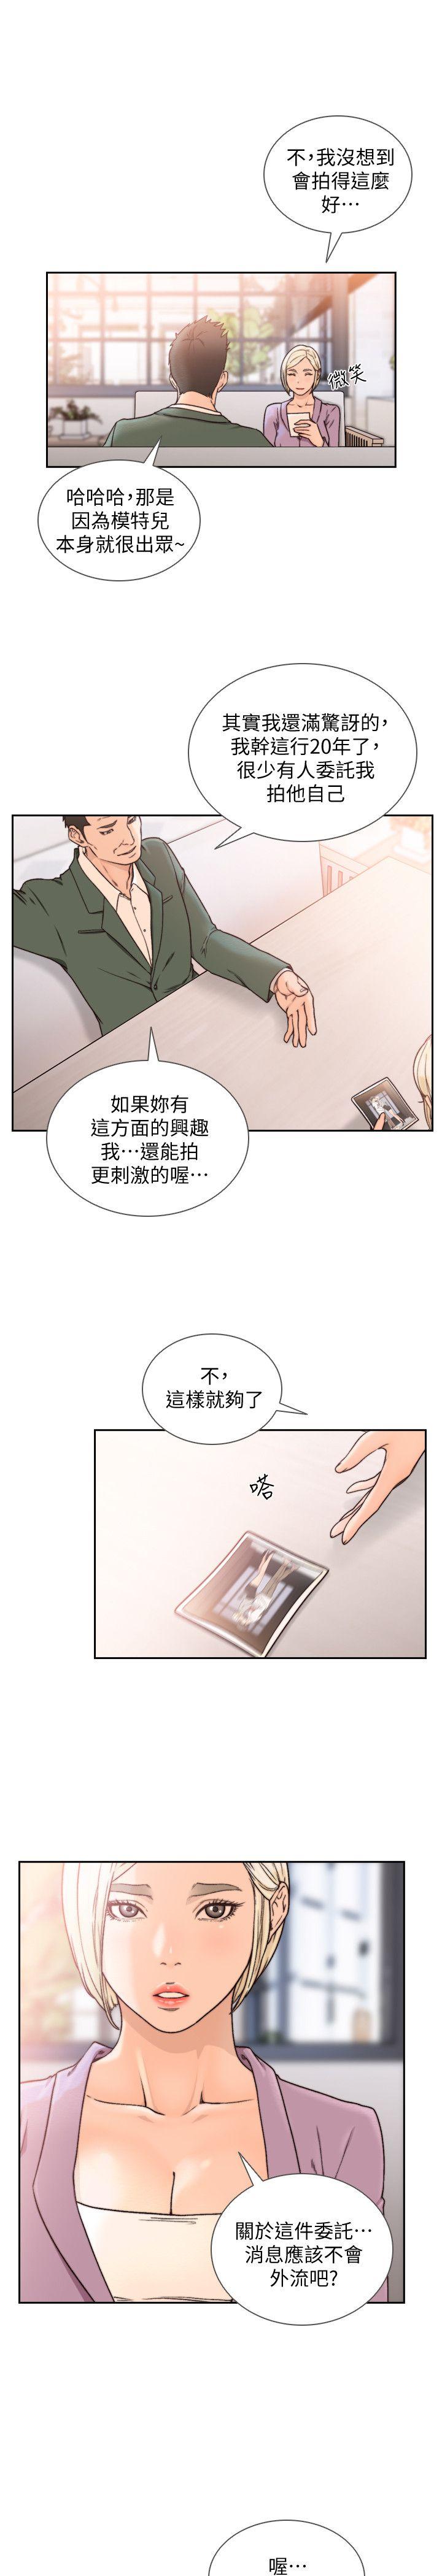 不，我沒想到
會拍得這麼
好⋯
微笑
哈哈哈，那是
因為模特兒
本身就很出眾~
其實我還滿驚訝的，
我幹這行20年了，
很少有人委託我
拍他自己
如果妳有
這方面的興趣
我⋯還能拍
更刺激的喔⋯
不，
這樣就夠了
嗒
關於這件委託⋯
消息應該不會
外流吧?
喔⋯